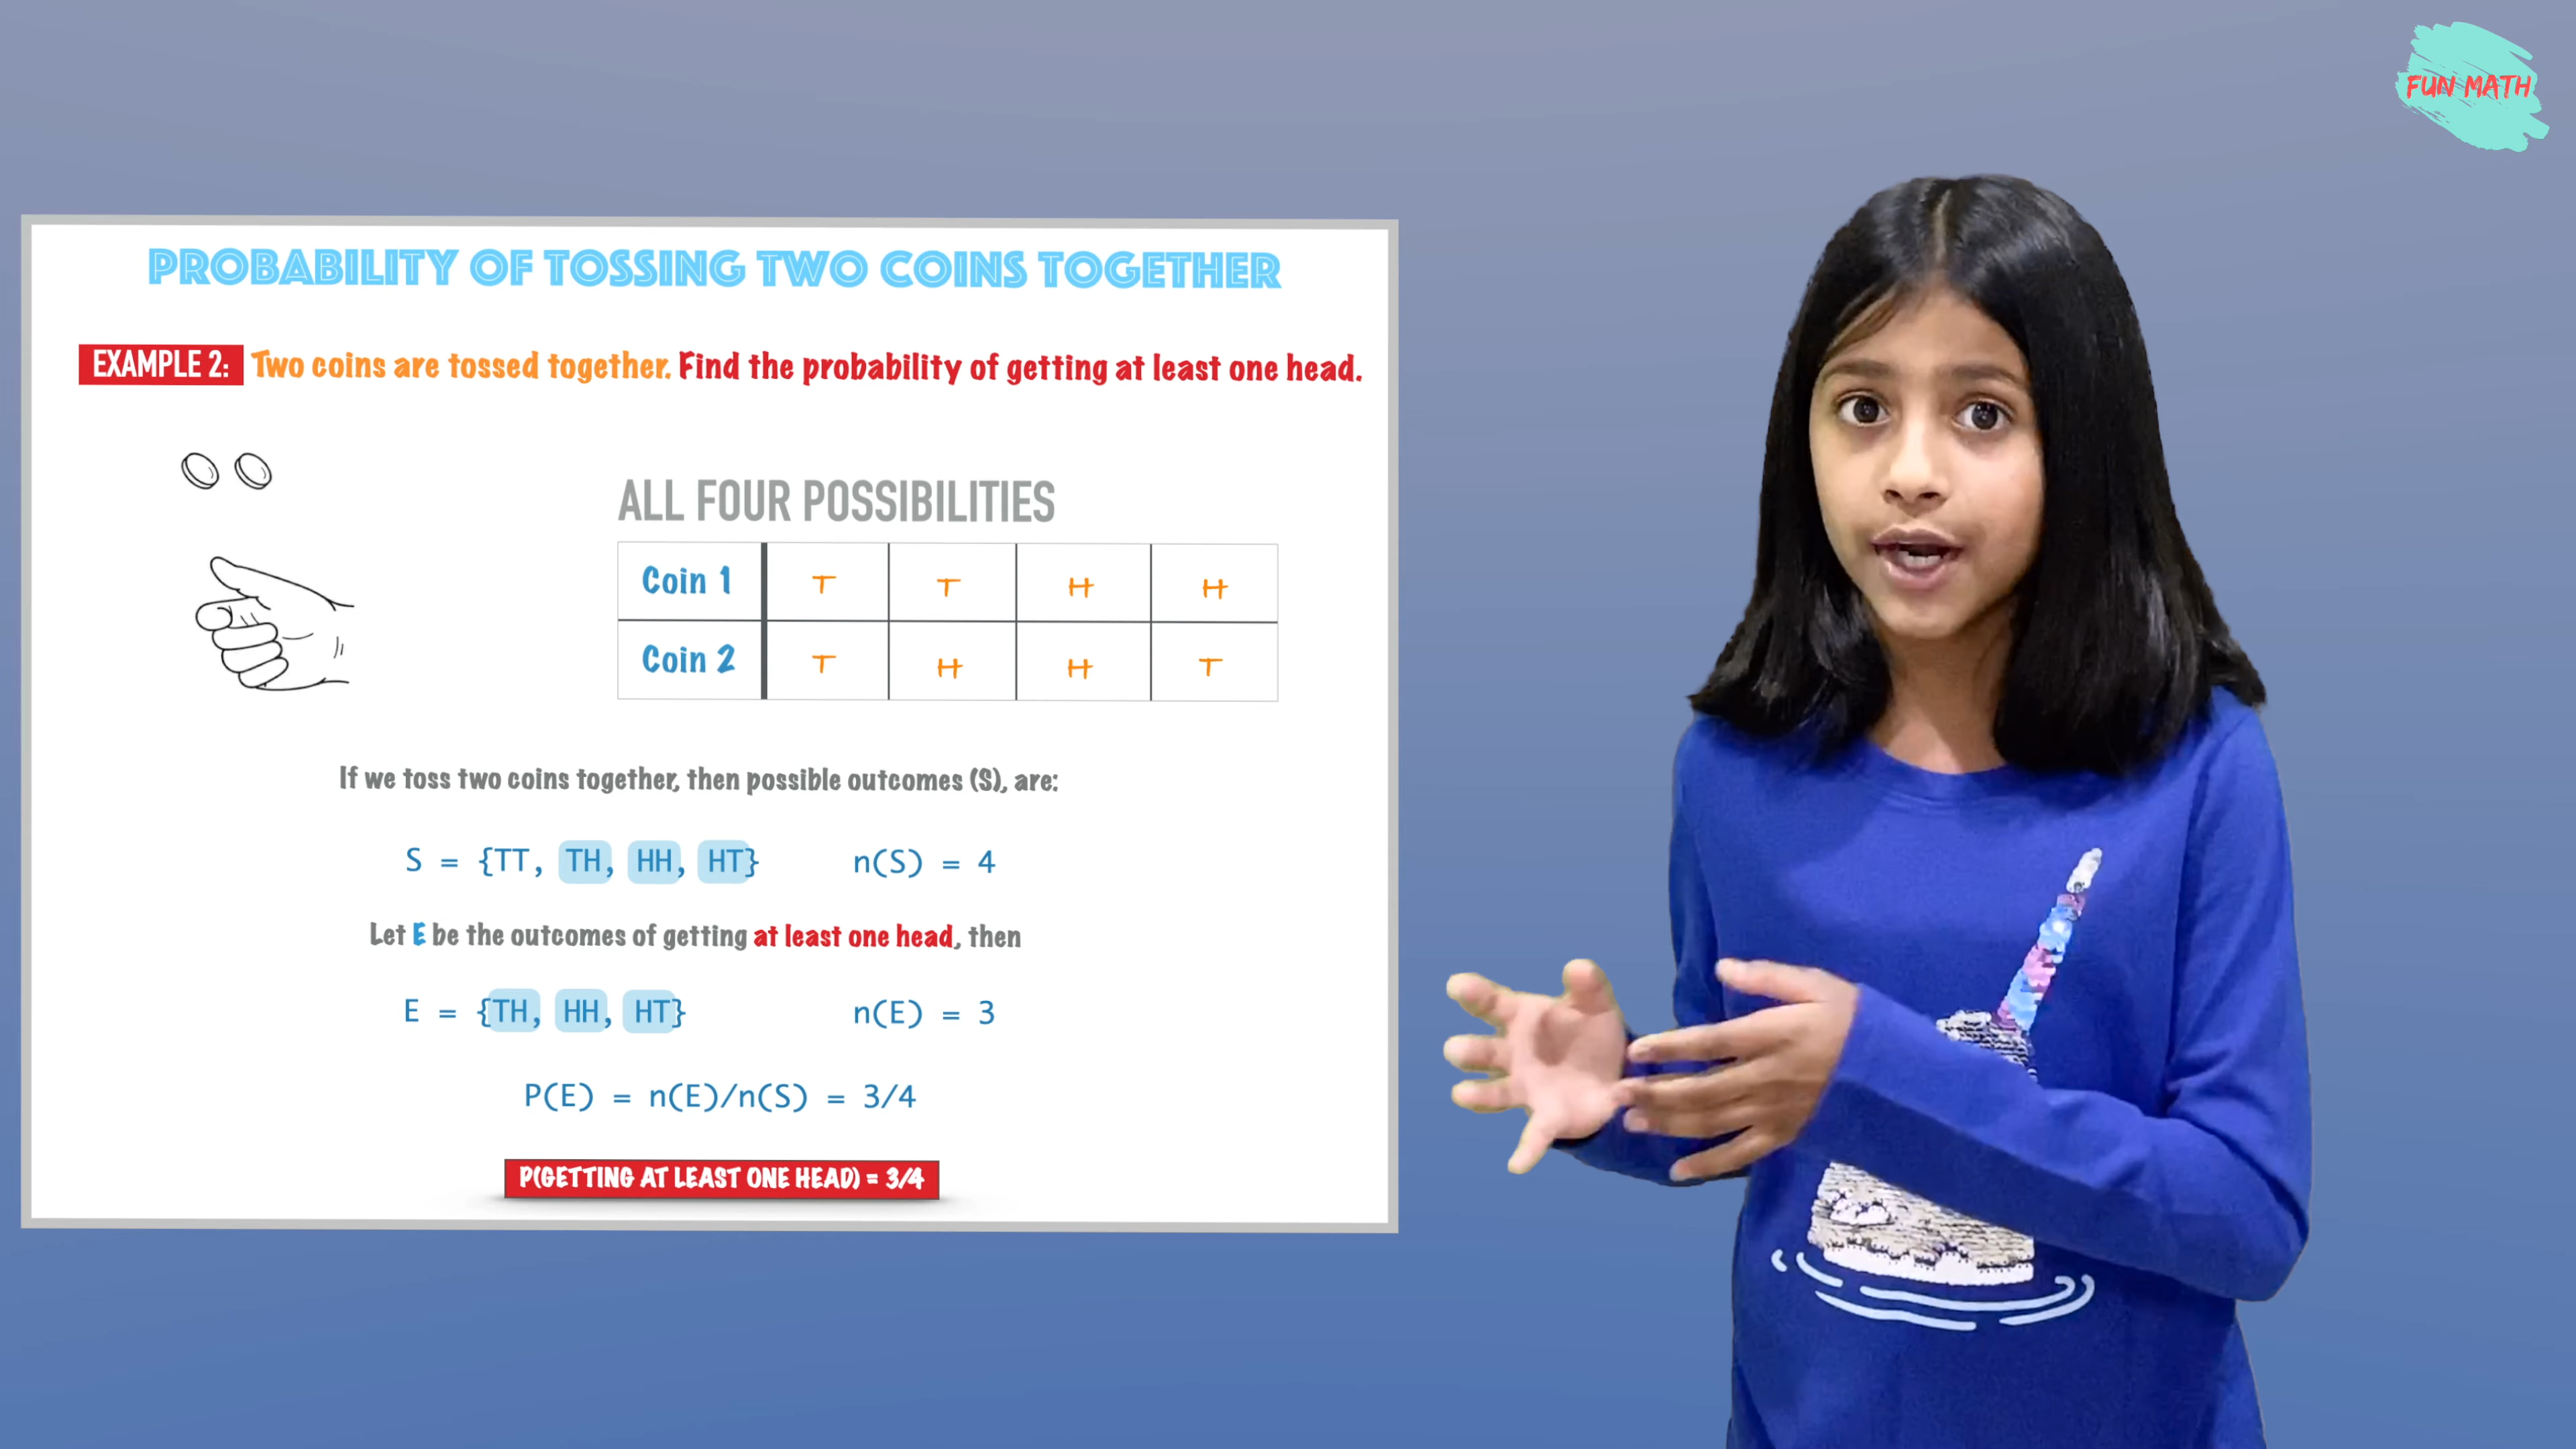 FUN MATH
PROBABILITY OF TOSSING TWO COINS TOGETHER
EXAMPLE 2: Two coins are tossed together. Find the probability of getting at least one head.
ALL FOUR POSSIBILITIES
Coin 1 T T H H
Coin 2 T H H T
If we toss two coins together, then possible outcomes (S), are:
S = {TT, TH, HH, HT} n(S) = 4
Let E be the outcomes of getting at least one head, then
E = {TH, HH, HT} n(E) = 3
P(E) = n(E)/n(S) = 3/4
P(GETTING AT LEAST ONE HEAD) = 3/4